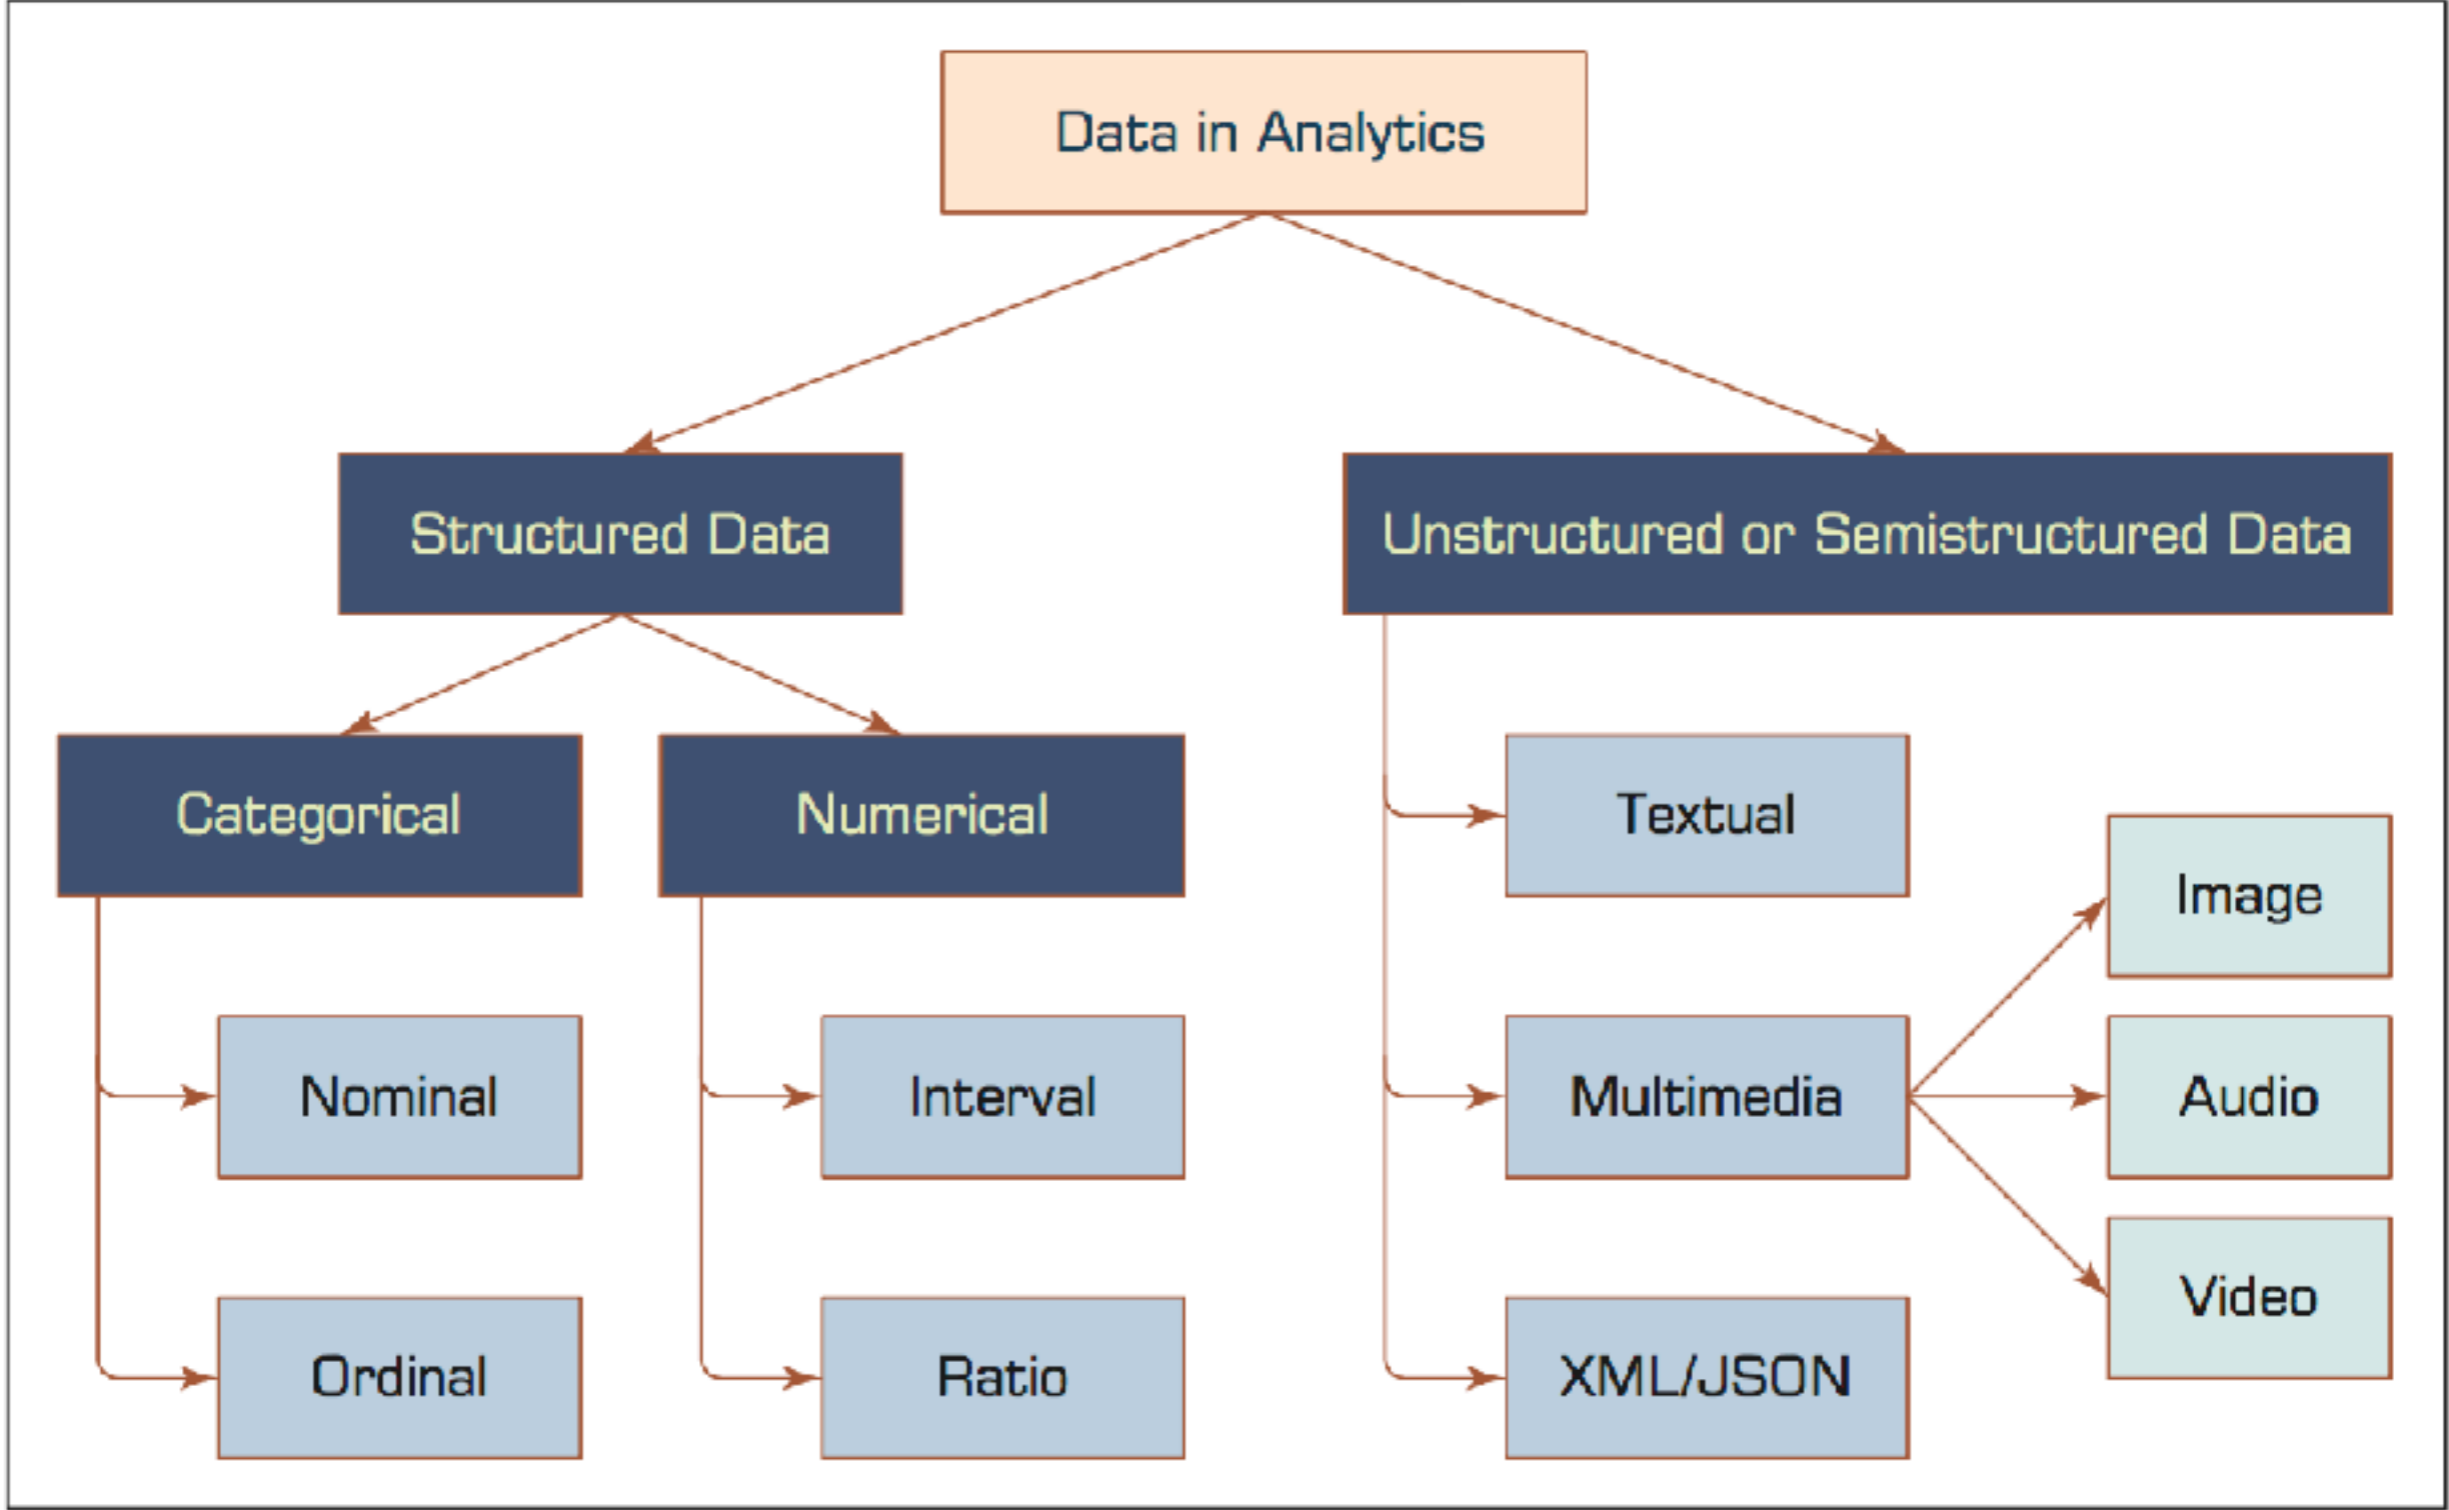 Data in Analytics
Structured Data
Unstructured or Semistructured Data
Categorical
Numerical
Textual
Image
Nominal
Interval
Multimedia
Audio
Video
Ordinal
Ratio
XML/JSON